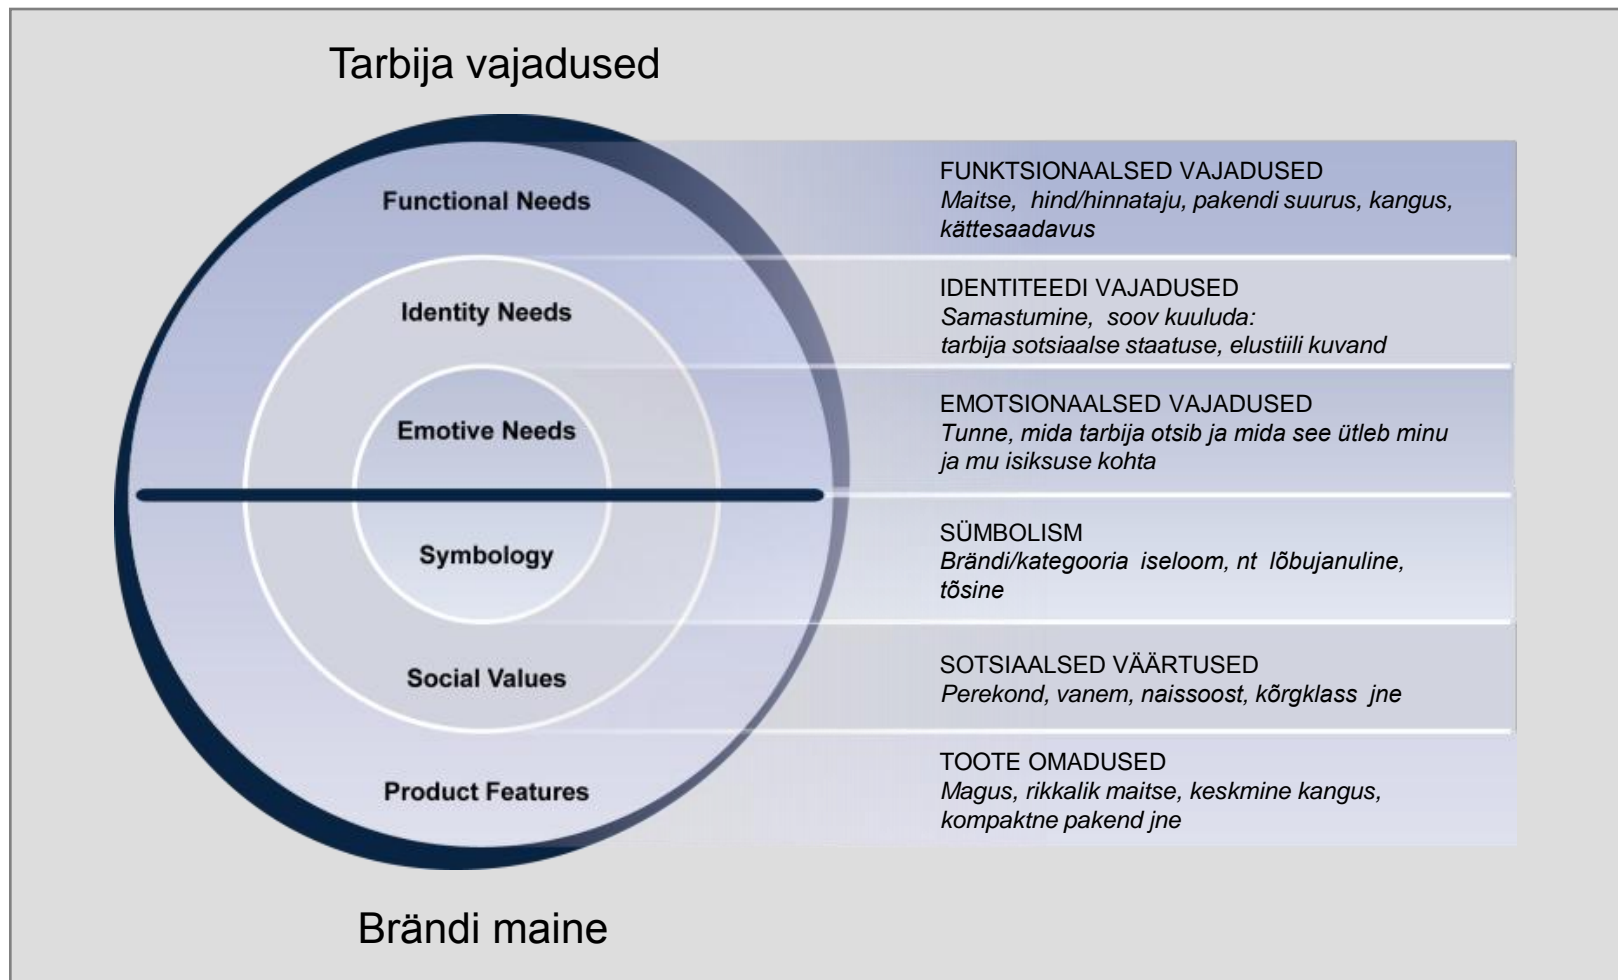 Tarbija vajadused
Functional Needs
Identity Needs
Emotive Needs
Symbology
Social Values
Product Features
FUNKTSIONAALSED VAJADUSED
Maitse, hind/hinnataju, pakendi suurus, kangus,
kättesaadavus
IDENTITEEDI VAJADUSED
Samastumine, soov kuuluda:
tarbija sotsiaalse staatuse, elustiili kuvand
EMOTSIONAALSED VAJADUSED
Tunne, mida tarbija otsib ja mida see ütleb minu
ja mu isiksuse kohta
SÜMBOLISM
Brändi/kategooria iseloom, nt lõbujanuline,
tõsine
SOTSIAALSED VÄÄRTUSED
Perekond, vanem, naissoost, kõrgklass jne
TOOTE OMADUSED
Magus, rikkalik maitse, keskmine kangus,
kompaktne pakend jne
Brändi maine